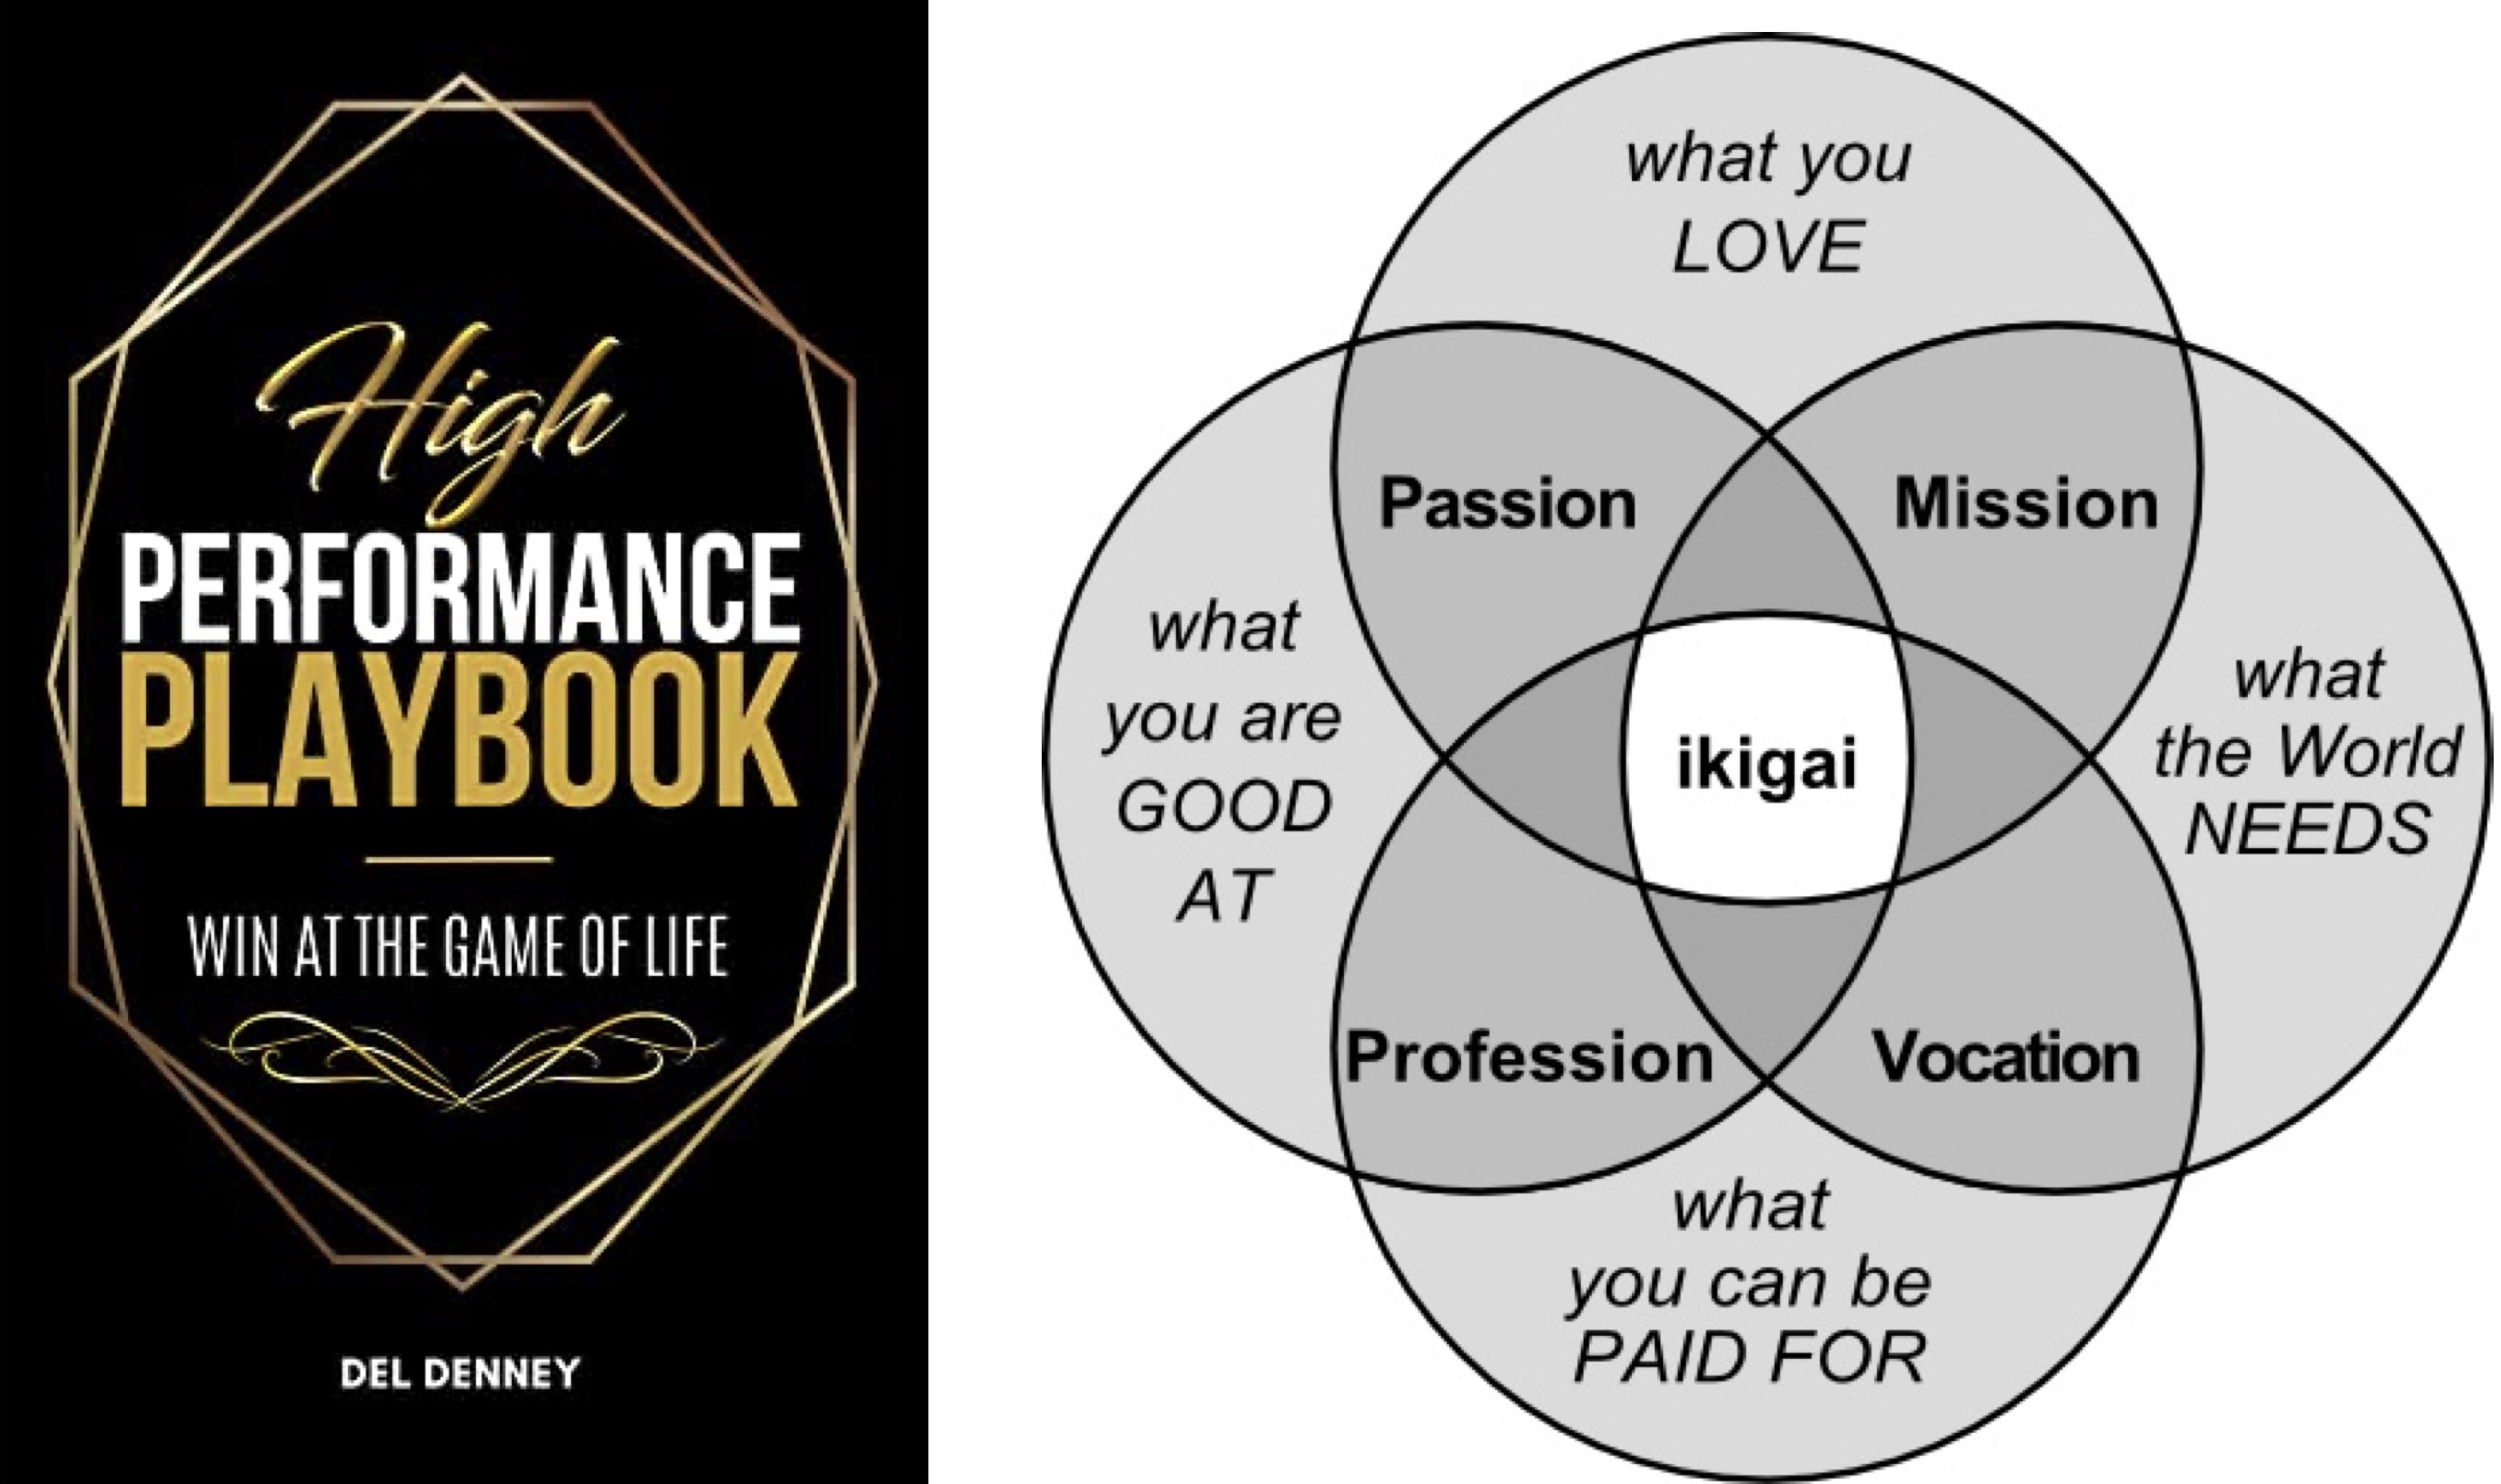 High
PERFORMANCE
PLAYBOOK
WIN AT THE GAME OF LIFE
DEL DENNEY
what you
LOVE
Passion
Mission
what
you are
GOOD
AT
ikigai
what
the World
NEEDS
Profession
Vocation
what
you can be
PAID FOR